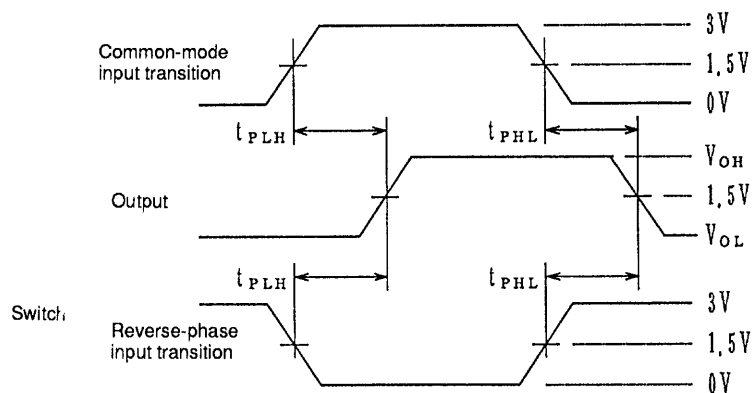 Common-mode
input transition
3V
1.5V
0V
tPLH
tPHL
Output
VOH
1.5V
VOL
tPLH
tPHL
Switch
Reverse-phase
input transition
3V
1.5V
0V